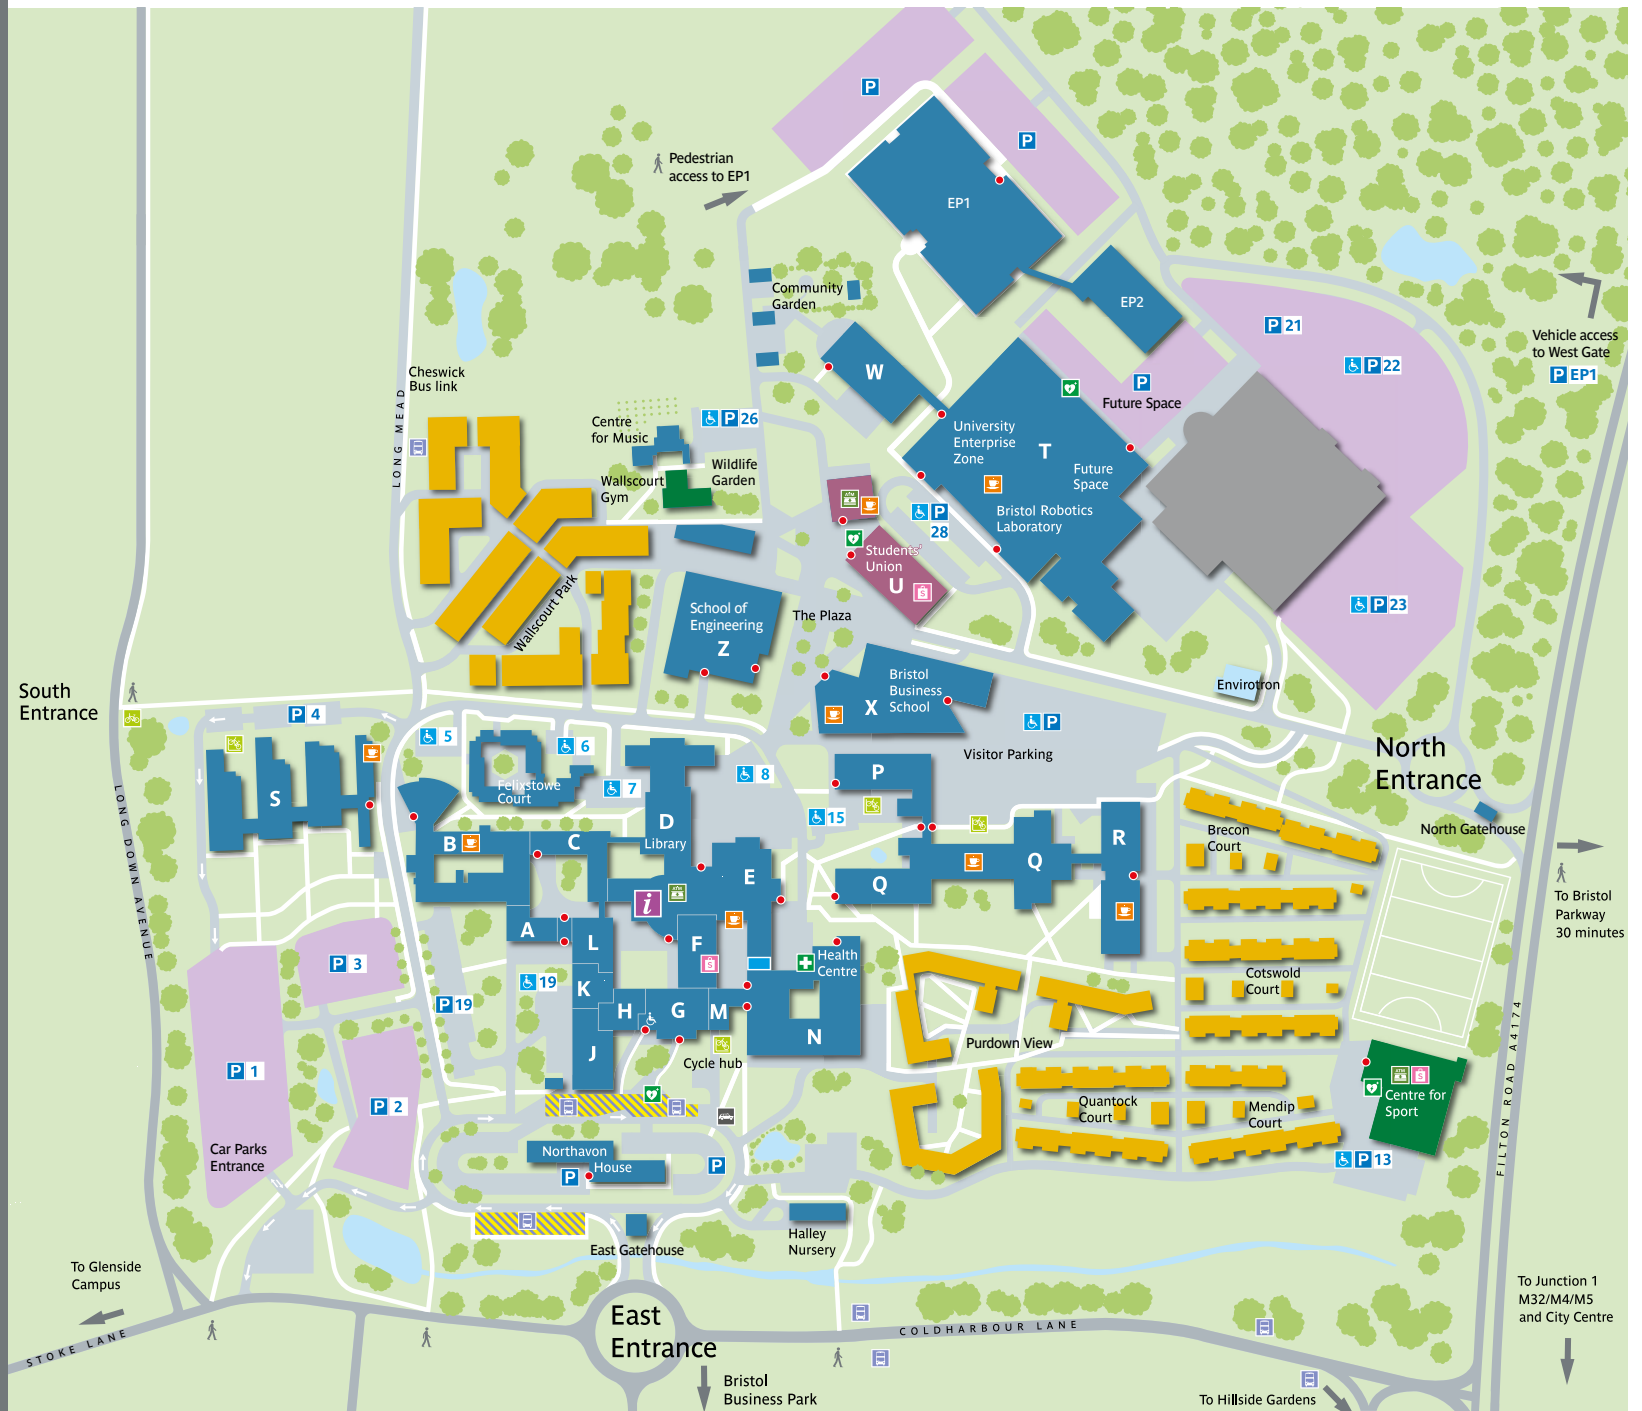 P
P
Pedestrian
access to EP1
EP1
EP2
Community
Garden
P 21
P 22
Vehicle access
to West Gate
P EP1
Cheswick
Bus link
LONG MEAD
W
P
Future Space
Centre
for Music
P 26
University
Enterprise
Zone
T
Future
Space
Wildlife
Garden
Wallscourt
Gym
ATM
P
28
Bristol Robotics
Laboratory
Students'
Union
U
Wallscourt Park
School of
Engineering
Z
The Plaza
P 23
South
Entrance
Bristol
Business
School
X
Envirotron
P 4
5
6
P
Visitor Parking
North
Entrance
S
Felixstowe
Court
7
8
P
15
D
Library
B
C
Q
R
Brecon
Court
North Gatehouse
LONG DOWN AVENUE
E
Q
i
ATM
A
L
F
Health
Centre
To Bristol
Parkway
30 minutes
P 3
19
K
Cotswold
Court
P 19
H
G
M
N
Purdown View
J
Cycle hub
P 1
P 2
ATM
Centre for
Sport
Quantock
Court
Mendip
Court
FILTON ROAD A4174
Car Parks
Entrance
Northavon
House
P
P
P 13
East Gatehouse
Halley
Nursery
To Glenside
Campus
STOKE LANE
East
Entrance
COLDHARBOUR LANE
To Junction 1
M32/M4/M5
and City Centre
Bristol
Business Park
To Hillside Gardens